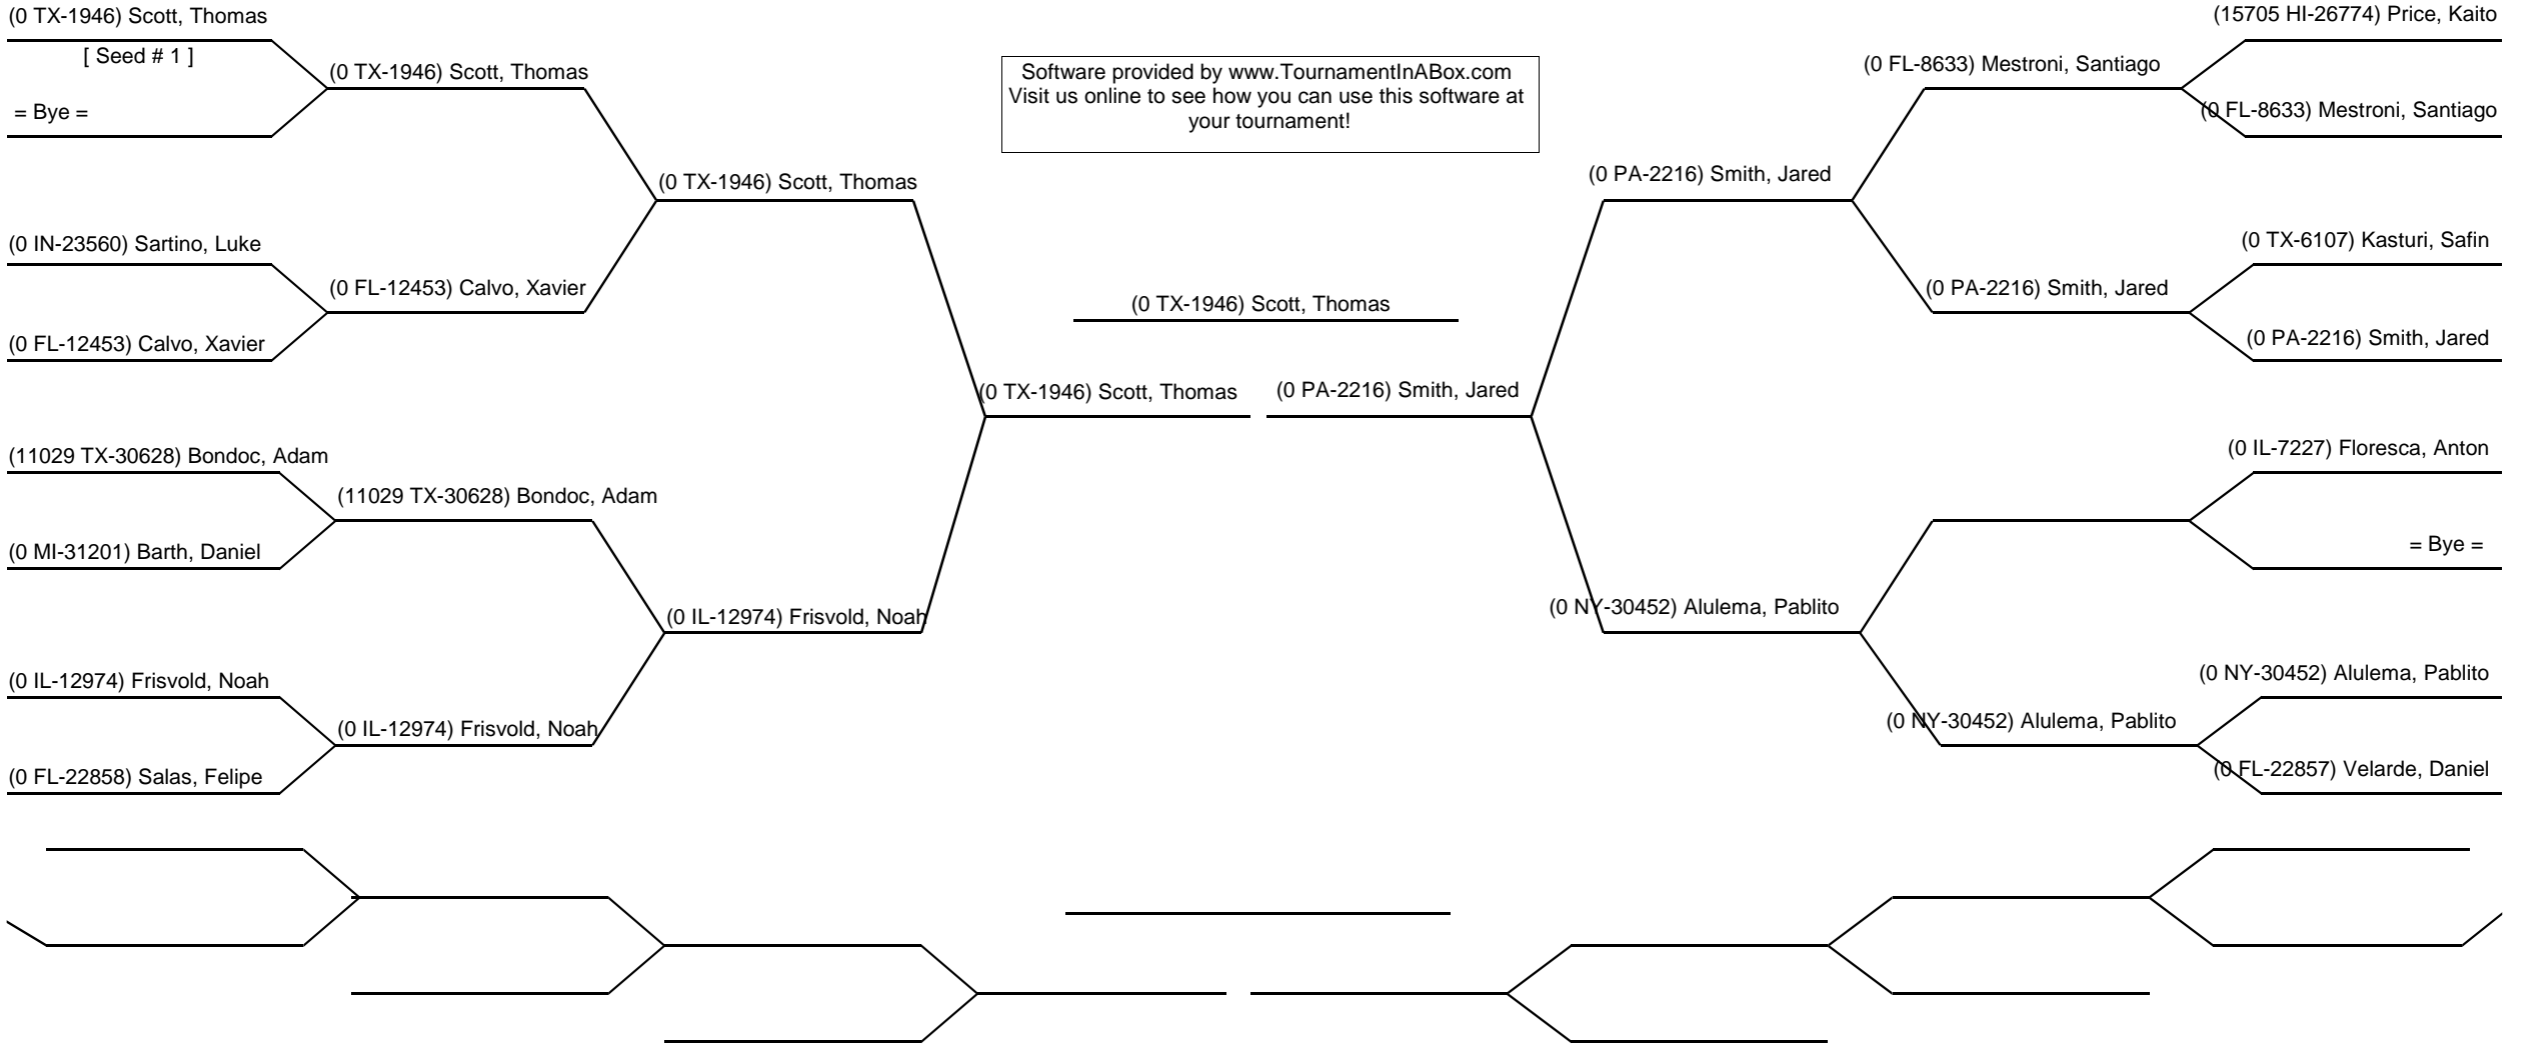 (0 TX-1946) Scott, Thomas
[ Seed # 1 ]
= Bye =
(0 IN-23560) Sartino, Luke
(0 FL-12453) Calvo, Xavier
(11029 TX-30628) Bondoc, Adam
(0 MI-31201) Barth, Daniel
(0 IL-12974) Frisvold, Noah
(0 FL-22858) Salas, Felipe
(0 TX-1946) Scott, Thomas
(0 FL-12453) Calvo, Xavier
(11029 TX-30628) Bondoc, Adam
(0 IL-12974) Frisvold, Noah
(0 TX-1946) Scott, Thomas
(0 IL-12974) Frisvold, Noah
Software provided by www.TournamentInABox.com
Visit us online to see how you can use this software at
your tournament!
(0 TX-1946) Scott, Thomas
(0 TX-1946) Scott, Thomas
(0 PA-2216) Smith, Jared
(0 PA-2216) Smith, Jared
(0 NY-30452) Alulema, Pablito
(0 FL-8633) Mestroni, Santiago
(0 PA-2216) Smith, Jared
(0 NY-30452) Alulema, Pablito
(15705 HI-26774) Price, Kaito
(0 FL-8633) Mestroni, Santiago
(0 TX-6107) Kasturi, Safin
(0 PA-2216) Smith, Jared
(0 IL-7227) Floresca, Anton
= Bye =
(0 NY-30452) Alulema, Pablito
(0 FL-22857) Velarde, Daniel